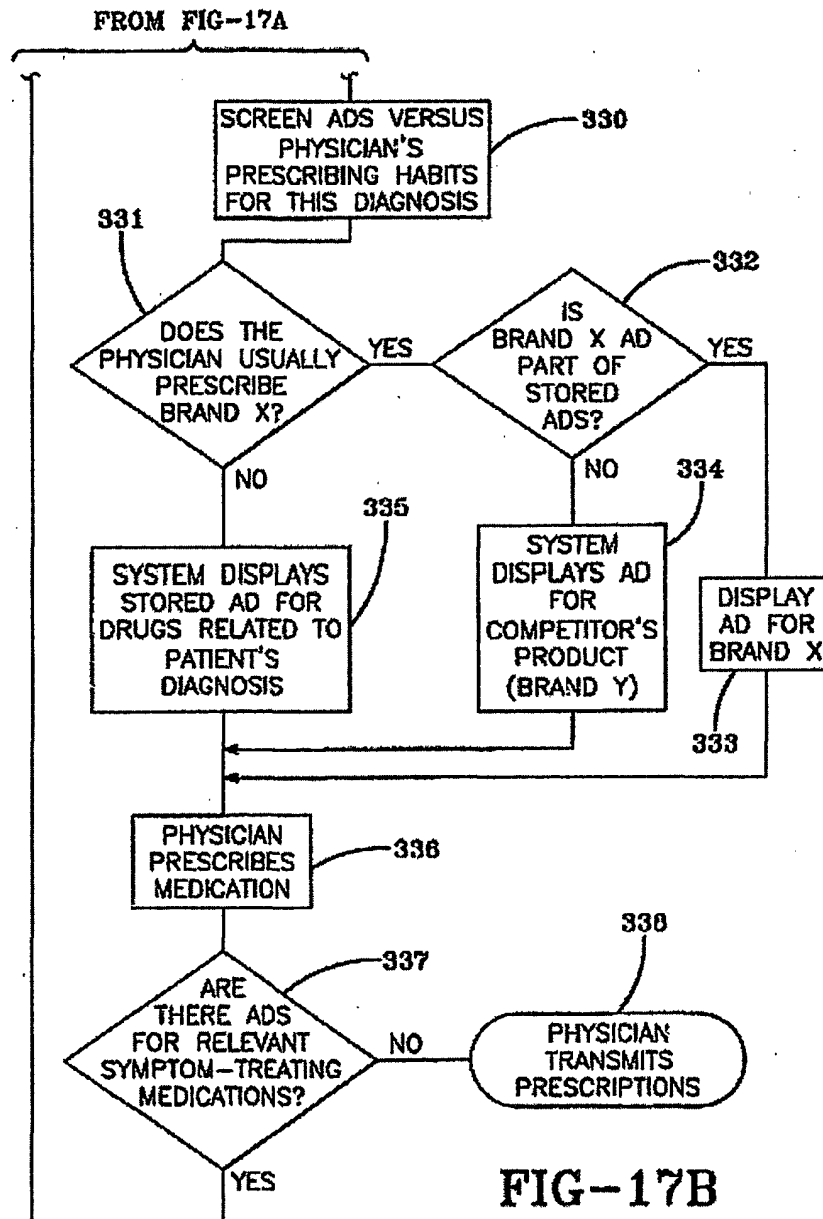 FROM FIG-17A
SCREEN ADS VERSUS
PHYSICIAN'S
PRESCRIBING HABITS
FOR THIS DIAGNOSIS
330
331
DOES THE
PHYSICIAN USUALLY
PRESCRIBE
BRAND X?
YES
NO
332
IS
BRAND X AD
PART OF
STORED
ADS?
YES
NO
335
SYSTEM DISPLAYS
STORED AD FOR
DRUGS RELATED TO
PATIENT'S
DIAGNOSIS
334
SYSTEM
DISPLAYS AD
FOR
COMPETITOR'S
PRODUCT
(BRAND Y)
DISPLAY
AD FOR
BRAND X
333
PHYSICIAN
PRESCRIBES
MEDICATION
336
337
ARE
THERE ADS
FOR RELEVANT
SYMPTOM-TREATING
MEDICATIONS?
NO
YES
338
PHYSICIAN
TRANSMITS
PRESCRIPTIONS
FIG-17B